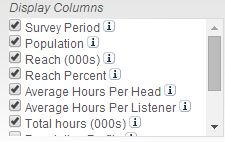 Display Columns
Survey Period
Population
Reach (000s)
Reach Percent
Average Hours Per Head
Average Hours Per Listener
Total hours (000s)